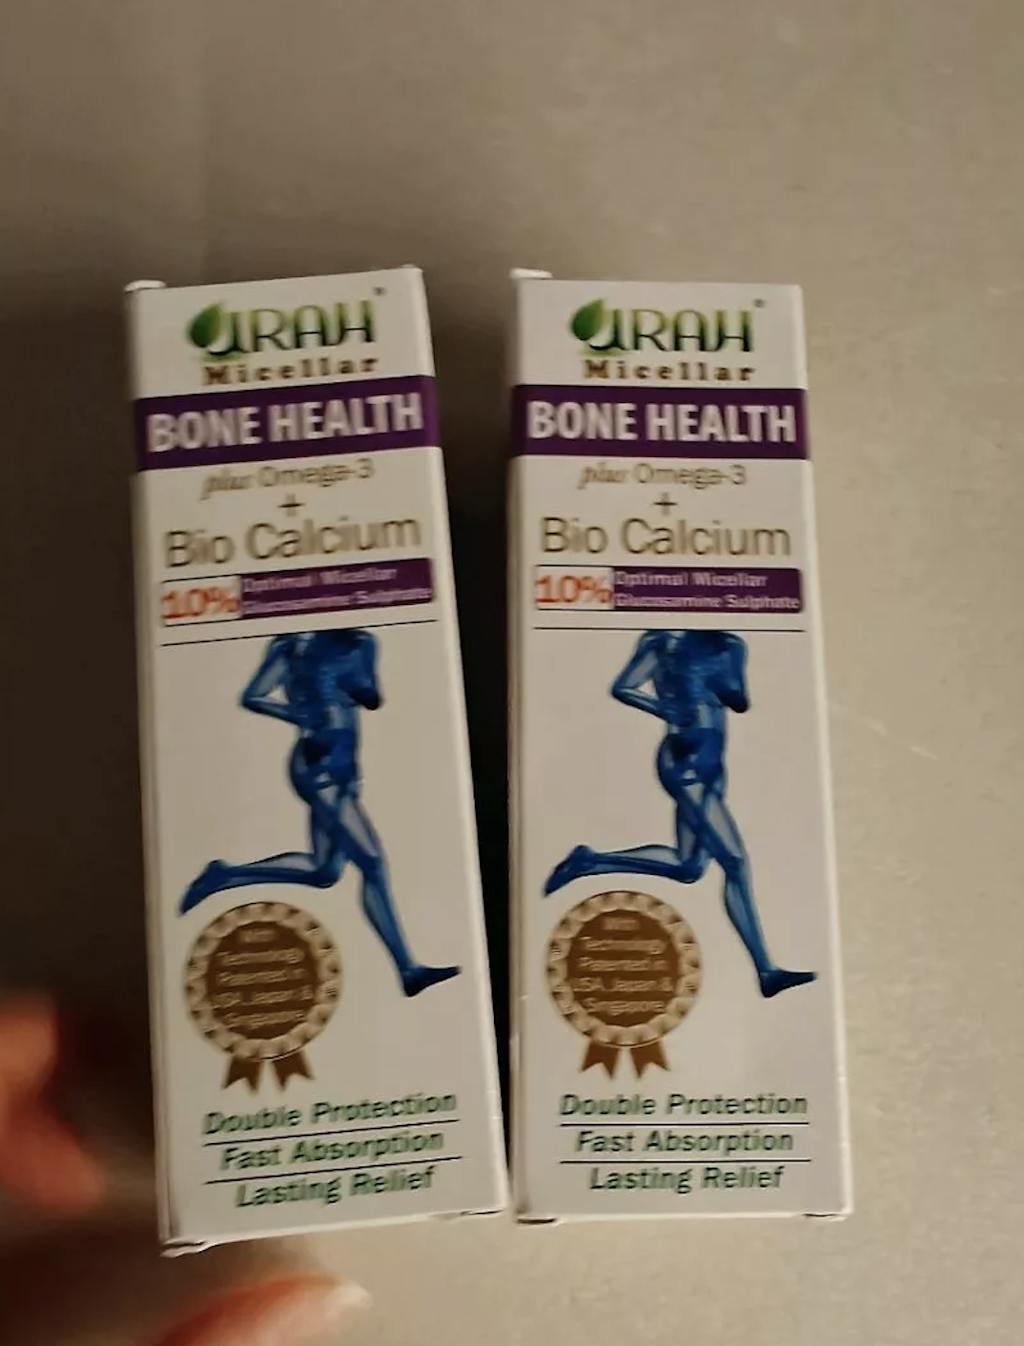 URAH®
Micellar
BONE HEALTH
plus Omega-3
+
Bio Calcium
10% Optimal Micellar
Glucosamine Sulphate
With
Technology
Patented in
USA, Japan &
Singapore
Double Protection
Fast Absorption
Lasting Relief
URAH®
Micellar
BONE HEALTH
plus Omega-3
+
Bio Calcium
10% Optimal Micellar
Glucosamine Sulphate
With
Technology
Patented in
USA, Japan &
Singapore
Double Protection
Fast Absorption
Lasting Relief